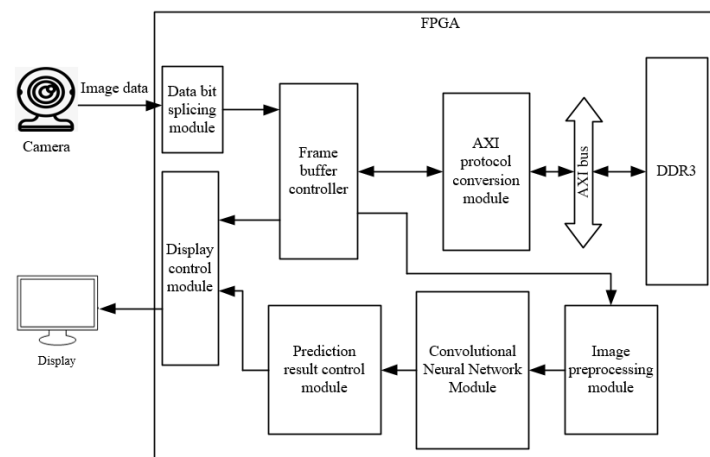 FPGA
Image data
Camera
Data bit
splicing
module
Frame
buffer
controller
AXI
protocol
conversion
module
AXI bus
DDR3
Display
control
module
Display
Prediction
result control
module
Convolutional
Neural Network
Module
Image
preprocessing
module